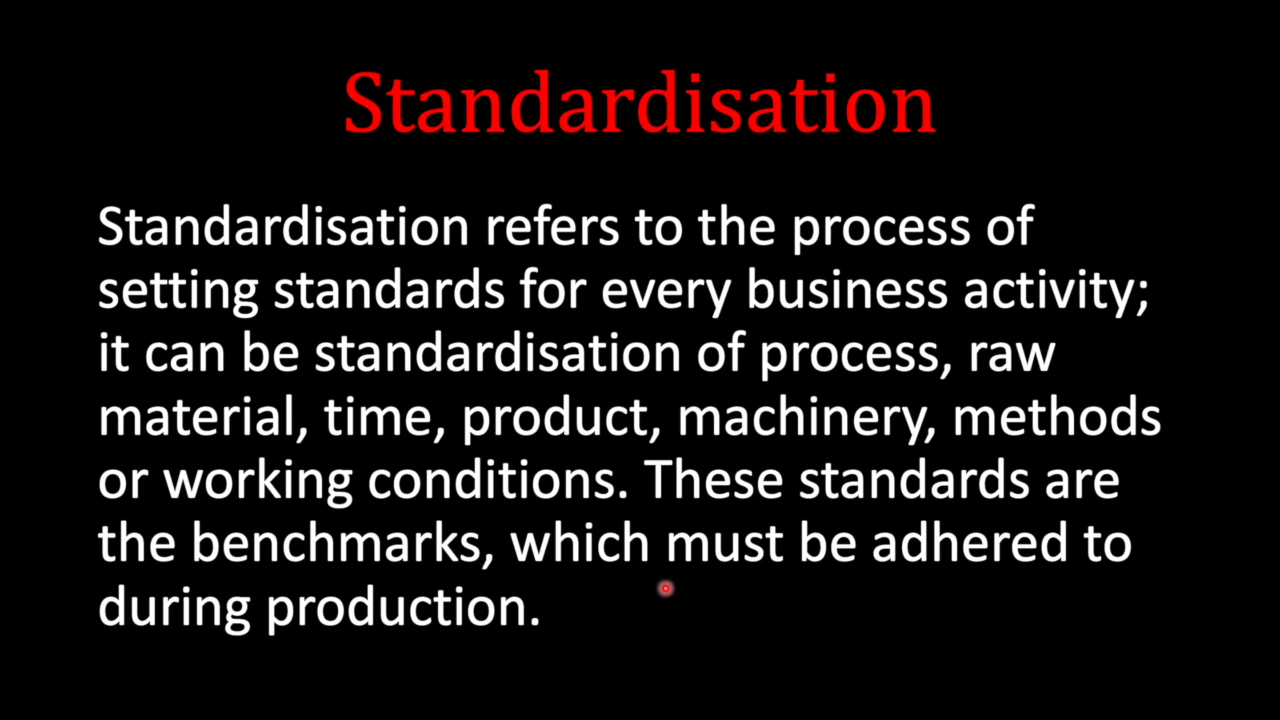 Standardisation
Standardisation refers to the process of
setting standards for every business activity;
it can be standardisation of process, raw
material, time, product, machinery, methods
or working conditions. These standards are
the benchmarks, which must be adhered to
during production.